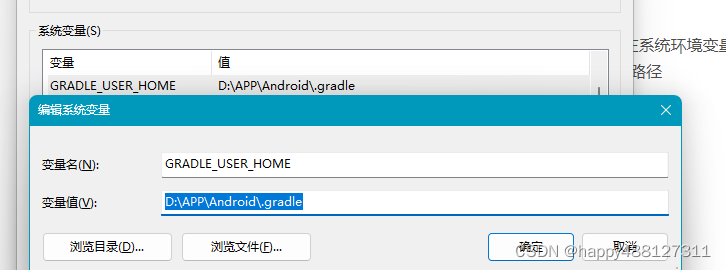 系统变量(S)
变量 值
GRADLE_USER_HOME D:\APP\Android\.gradle
系统环境变量
路径
编辑系统变量
变量名(N): GRADLE_USER_HOME
变量值(V): D:\APP\Android\.gradle
浏览目录(D)... 浏览文件(F)... 确定 取消
CSDN @happy488127311